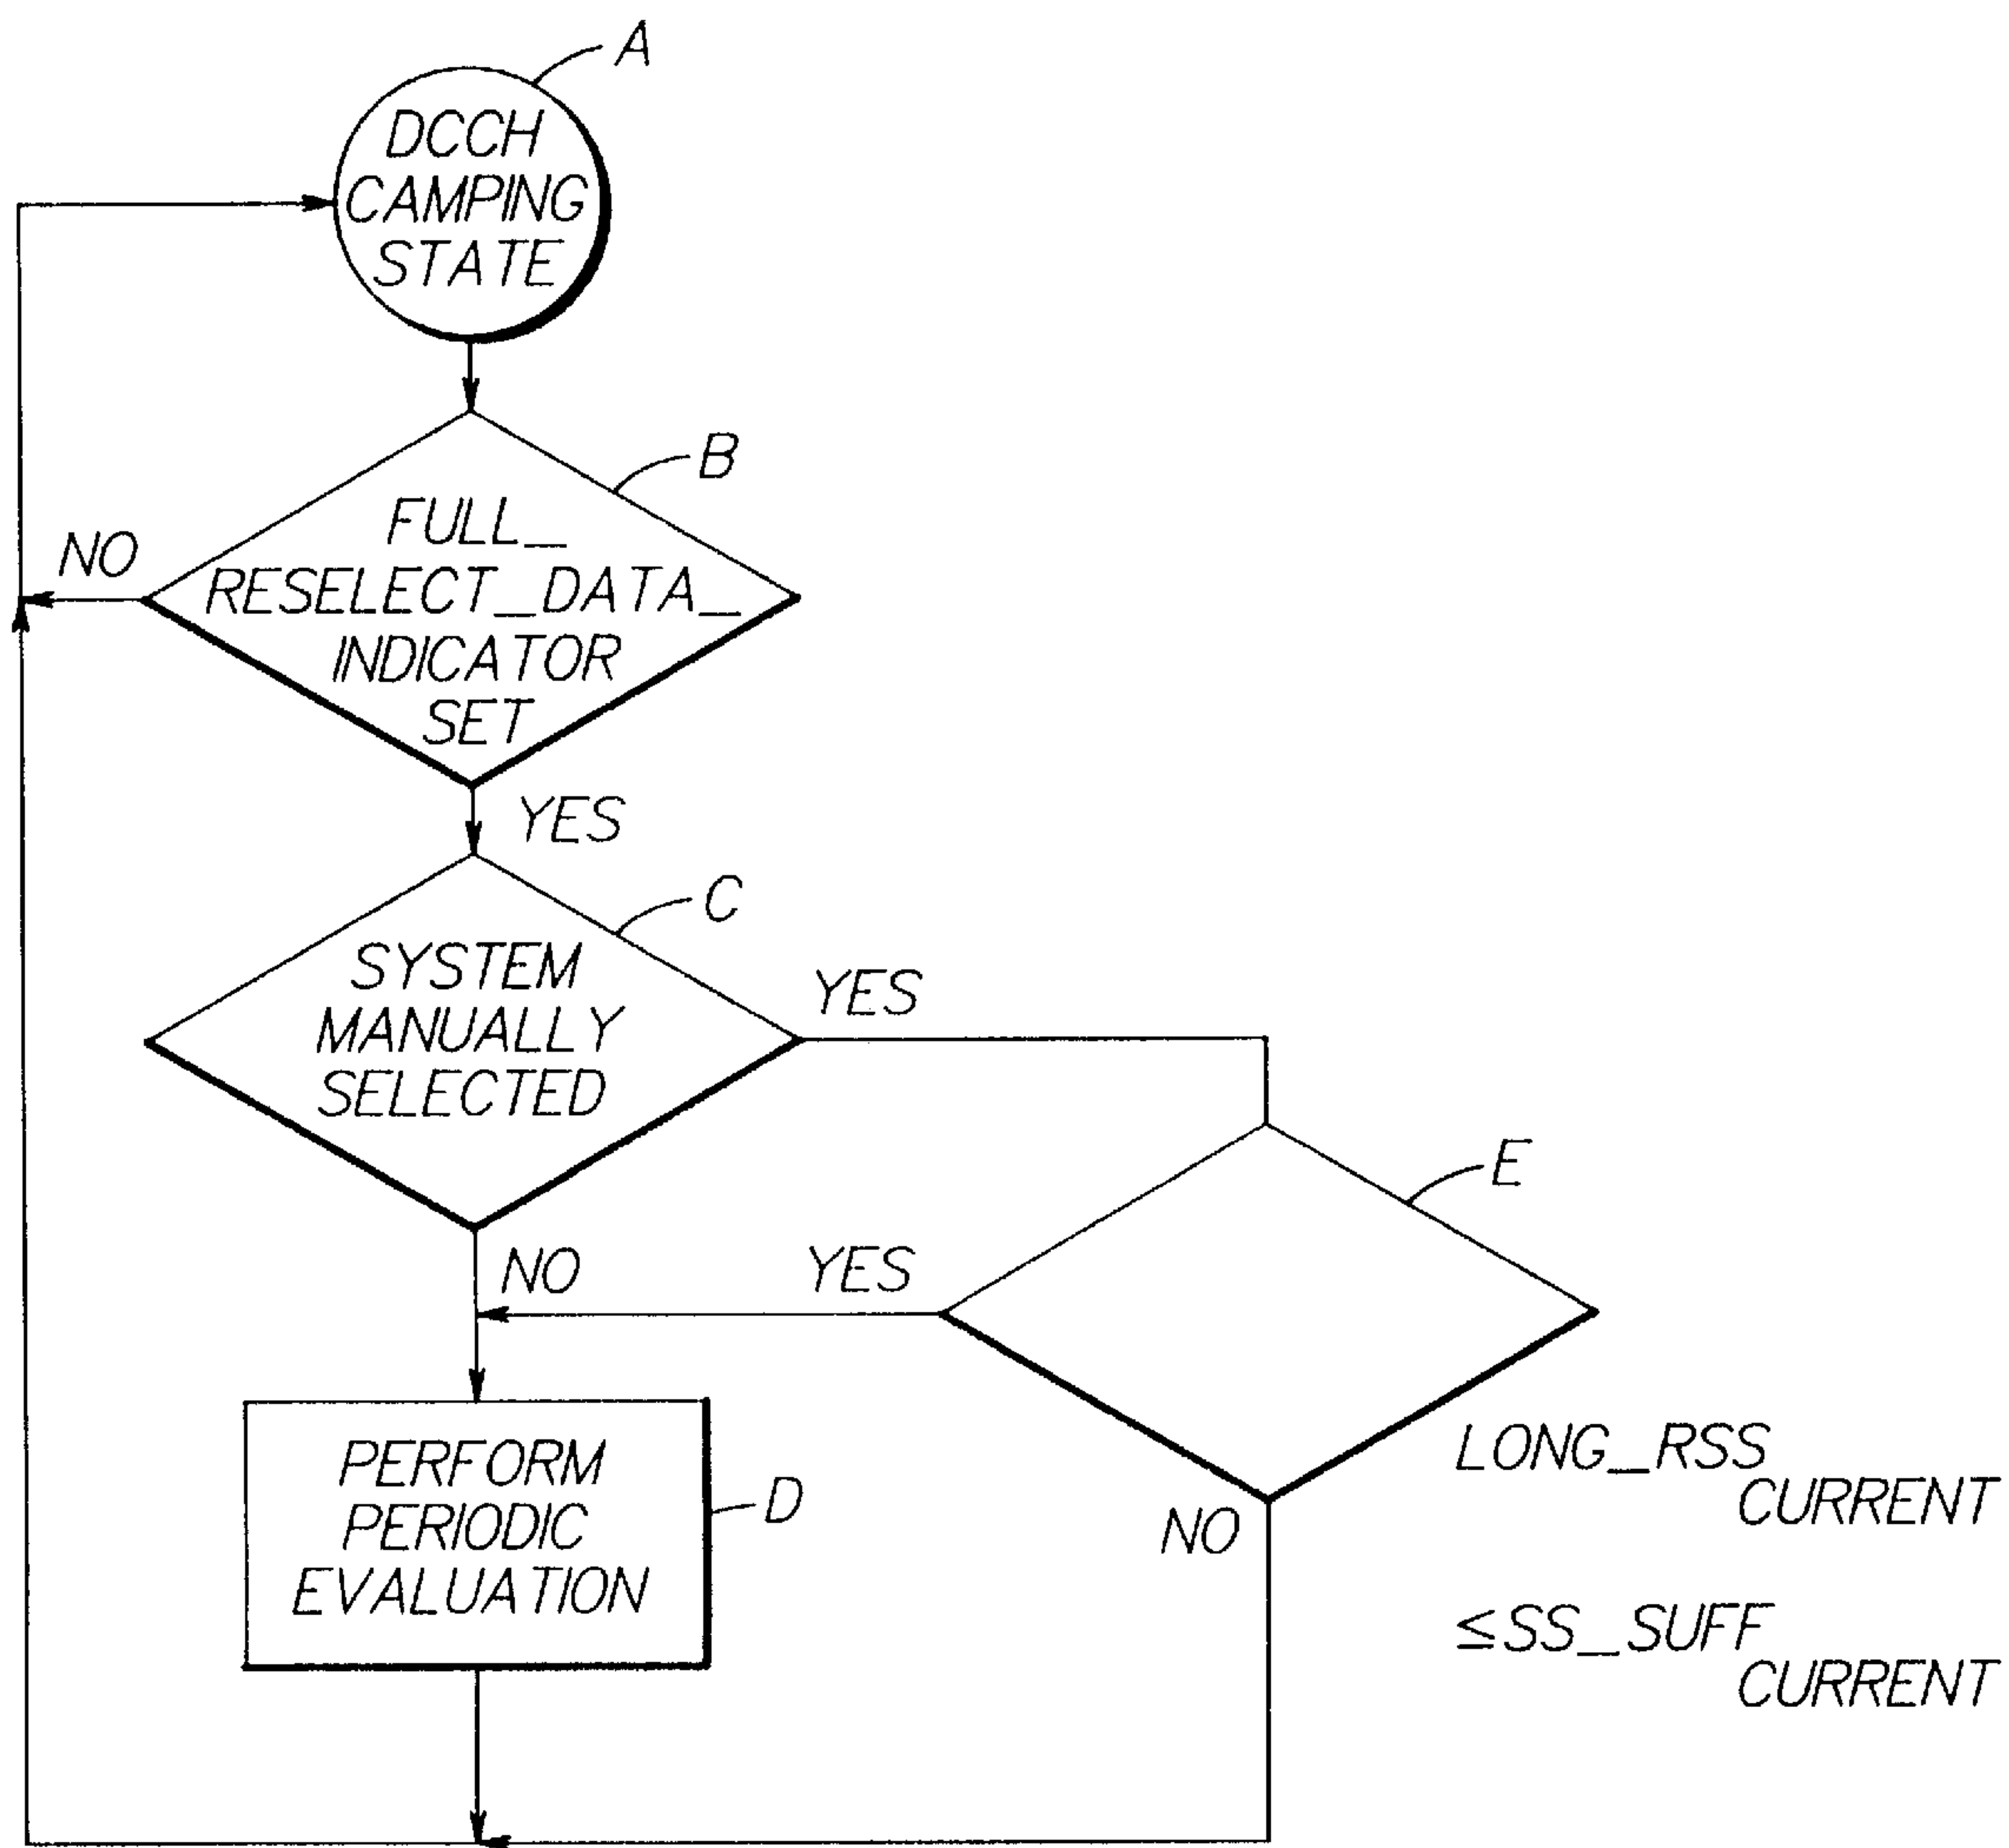 A
DCCH
CAMPING
STATE
B
FULL_
RESELECT_DATA_
INDICATOR
SET
NO
YES
C
SYSTEM
MANUALLY
SELECTED
YES
E
NO
YES
PERFORM
PERIODIC
EVALUATION
D
NO
LONG_RSS
CURRENT
≤SS_SUFF
CURRENT